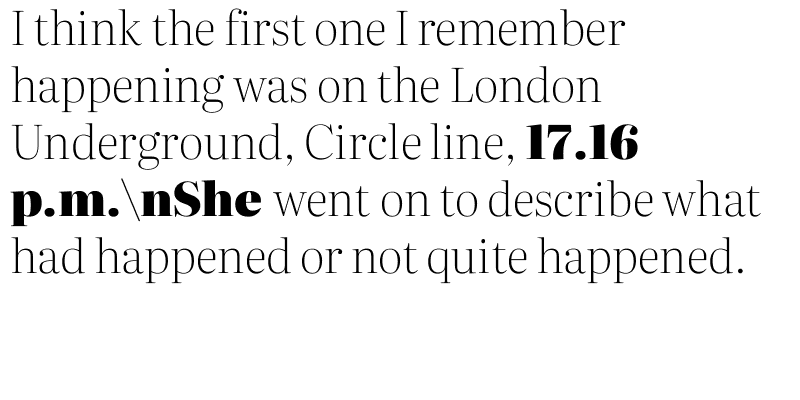 I think the first one I remember
happening was on the London
Underground, Circle line, 17.16
p.m.\nShe went on to describe what
had happened or not quite happened.